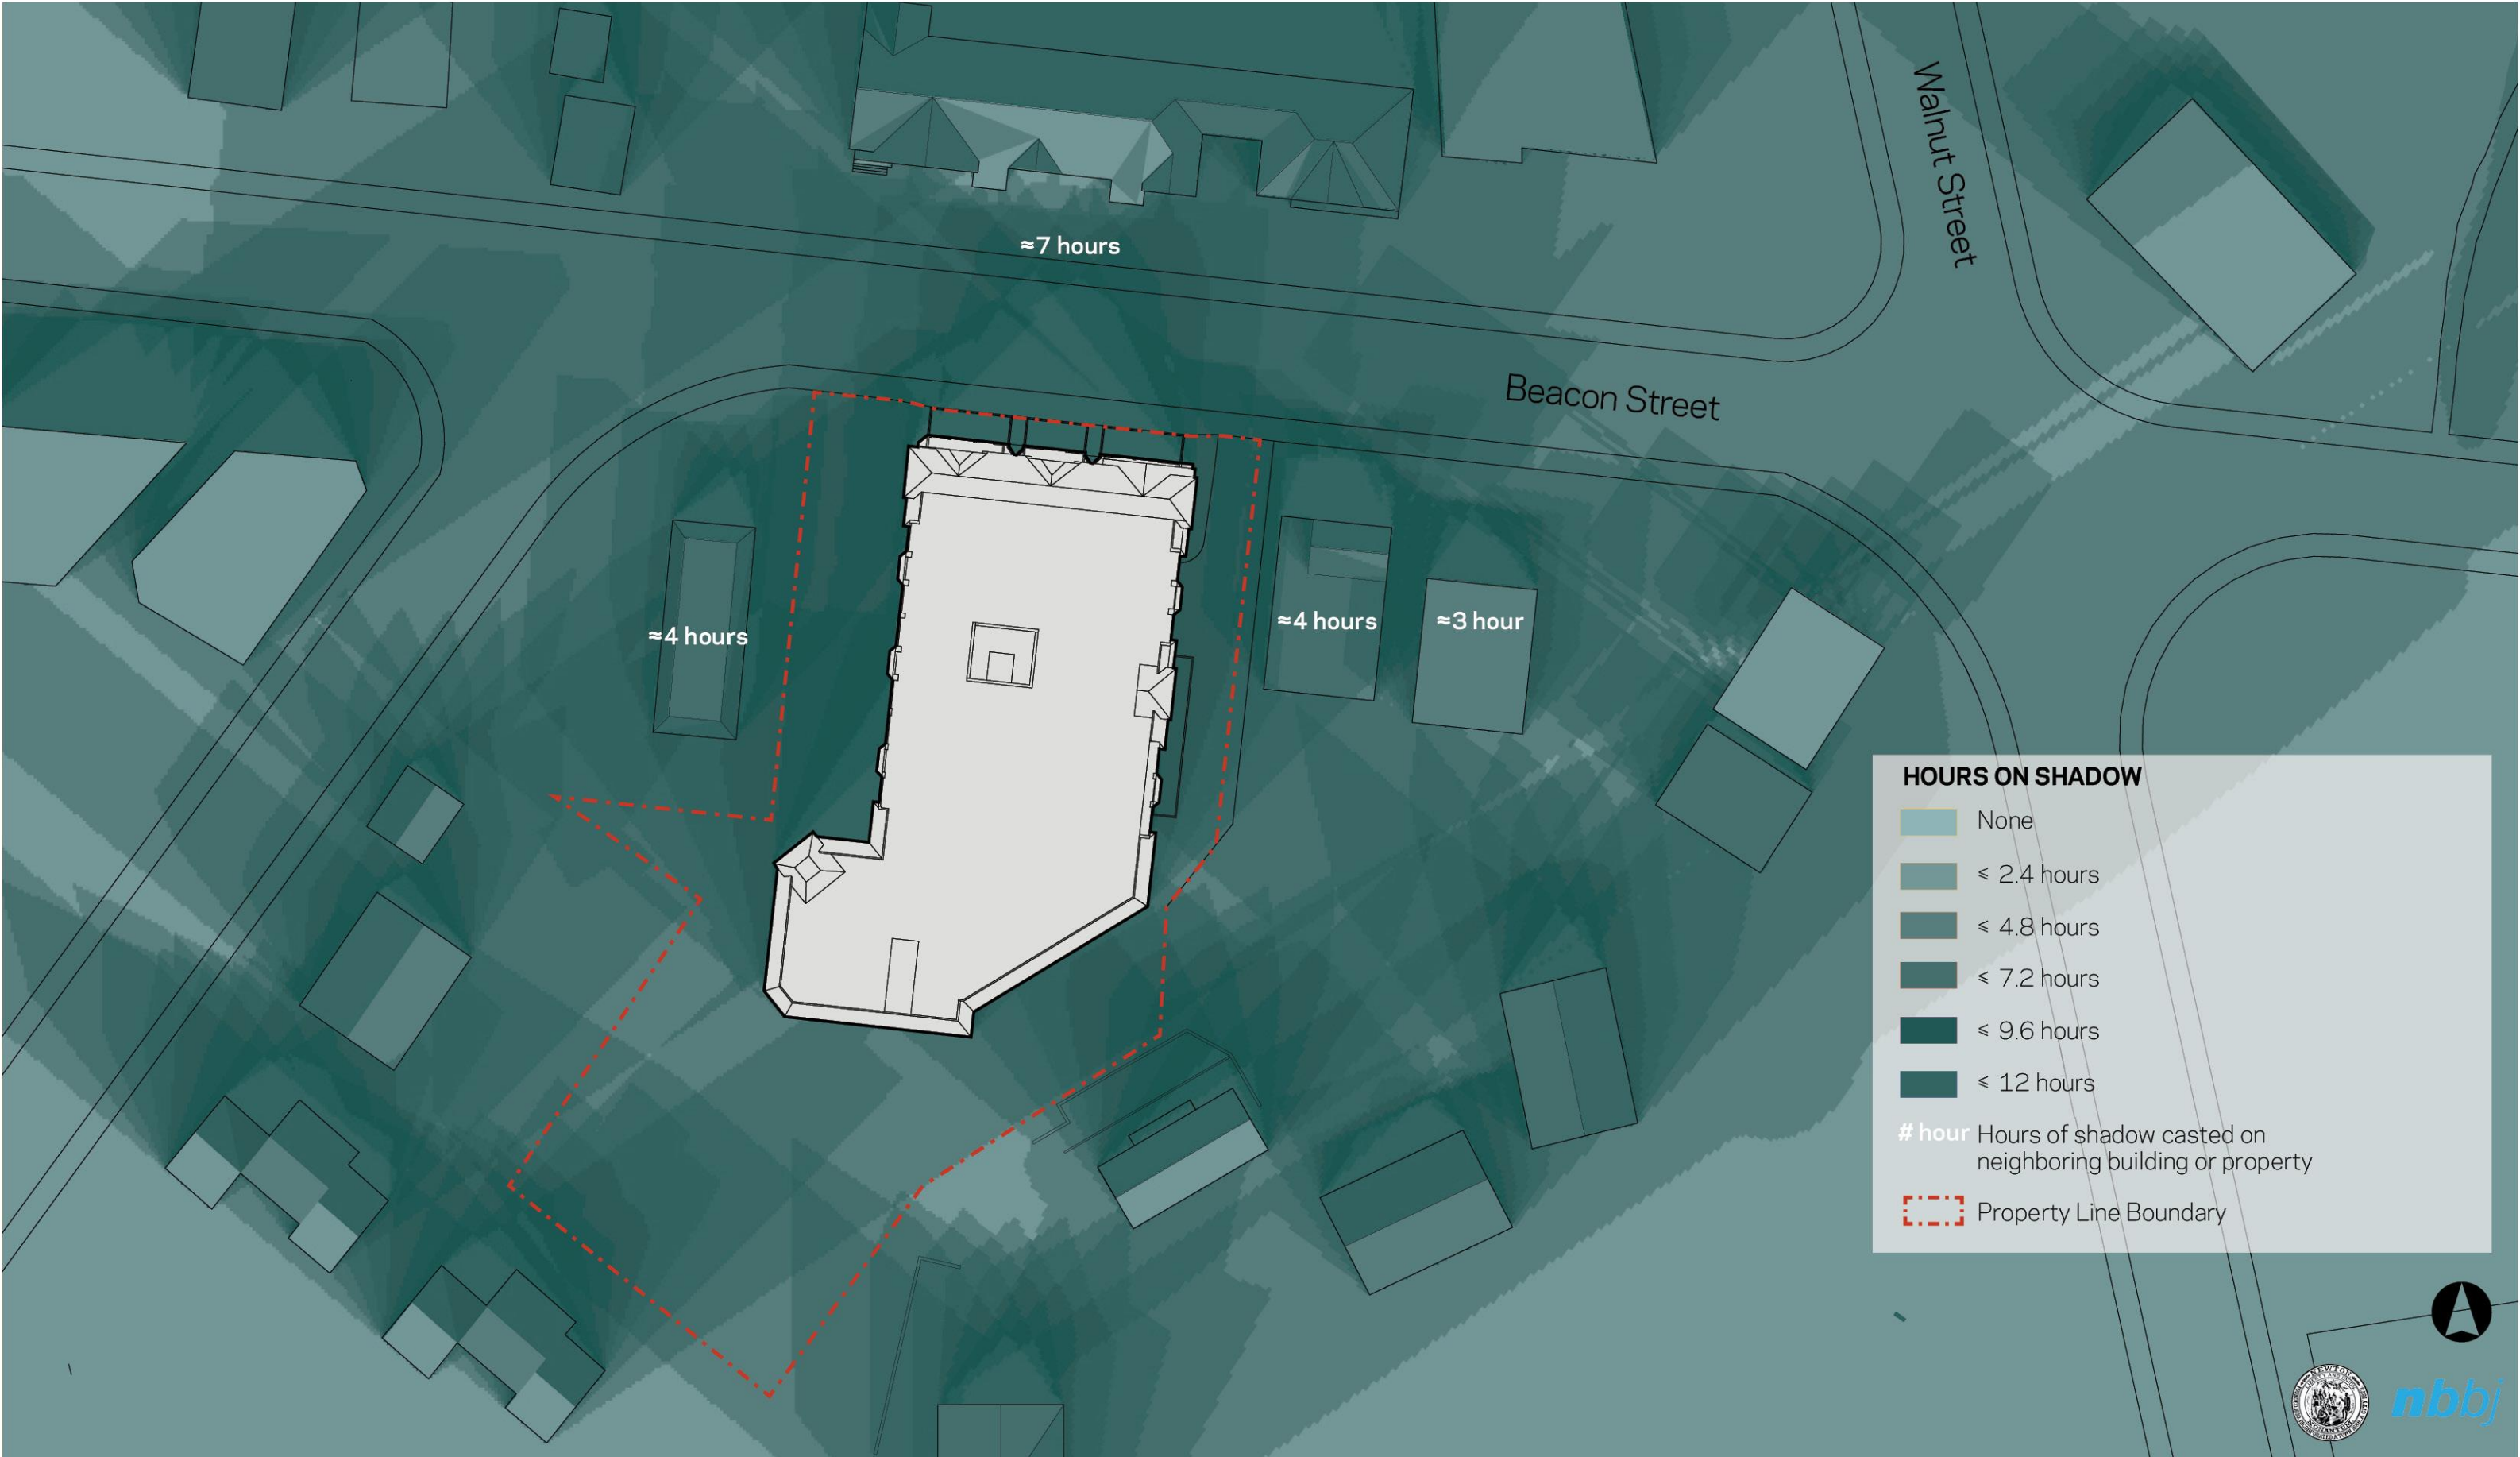 Walnut Street
≈7 hours
Beacon Street
≈4 hours
≈4 hours
≈3 hour
HOURS ON SHADOW
None
≤ 2.4 hours
≤ 4.8 hours
≤ 7.2 hours
≤ 9.6 hours
≤ 12 hours
# hour Hours of shadow casted on
neighboring building or property
Property Line Boundary
nbbj